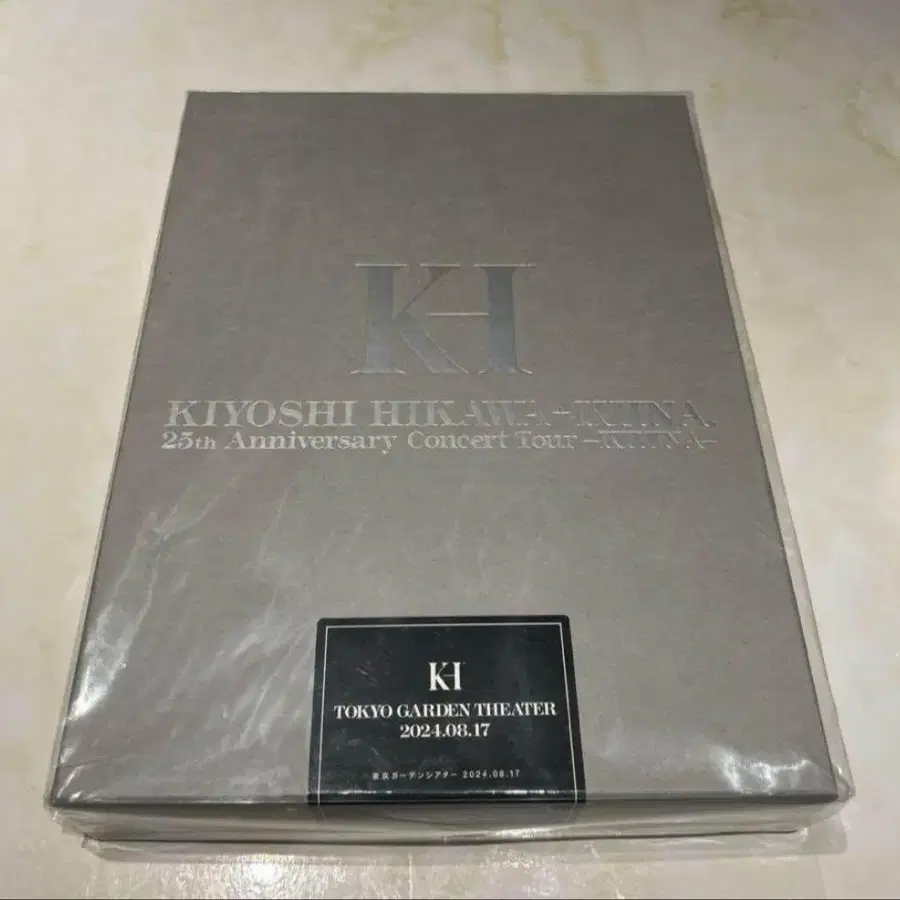 KH
KIYOSHI HIKAWA+KIINA.
25th Anniversary Concert Tour -KIINA-
KH
TOKYO GARDEN THEATER
2024.08.17
東京ガーデンシアター 2024.08.17